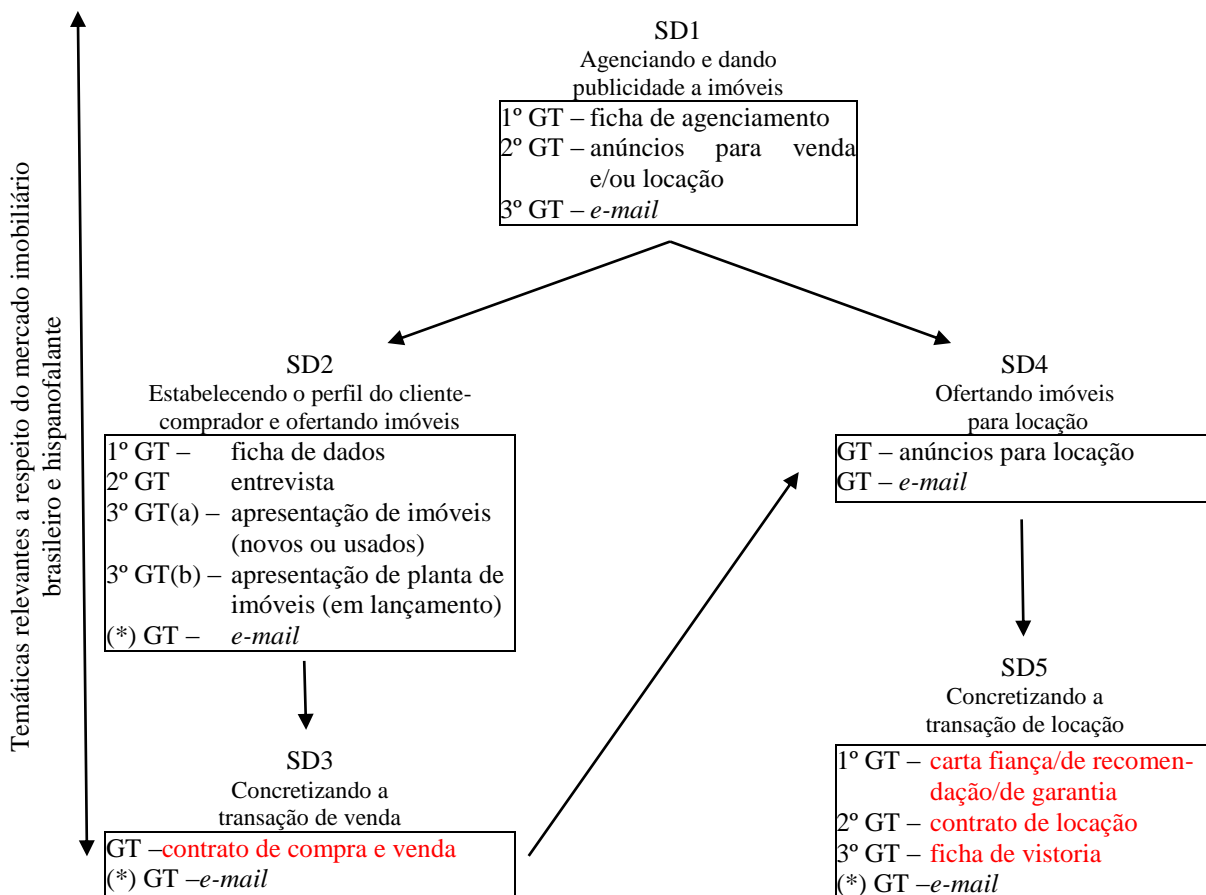 Temáticas relevantes a respeito do mercado imobiliário
brasileiro e hispanofalante
SD1
Agenciando e dando
publicidade a imóveis
1º GT – ficha de agenciamento
2º GT – anúncios para venda
e/ou locação
3º GT – e-mail
SD2
Estabelecendo o perfil do cliente-
comprador e ofertando imóveis
1º GT – ficha de dados
2º GT entrevista
3º GT(a) – apresentação de imóveis
(novos ou usados)
3º GT(b) – apresentação de planta de
imóveis (em lançamento)
(*) GT – e-mail
SD3
Concretizando a
transação de venda
GT –contrato de compra e venda
(*) GT –e-mail
SD4
Ofertando imóveis
para locação
GT – anúncios para locação
GT – e-mail
SD5
Concretizando a
transação de locação
1º GT – carta fiança/de recomen-
dação/de garantia
2º GT – contrato de locação
3º GT – ficha de vistoria
(*) GT –e-mail